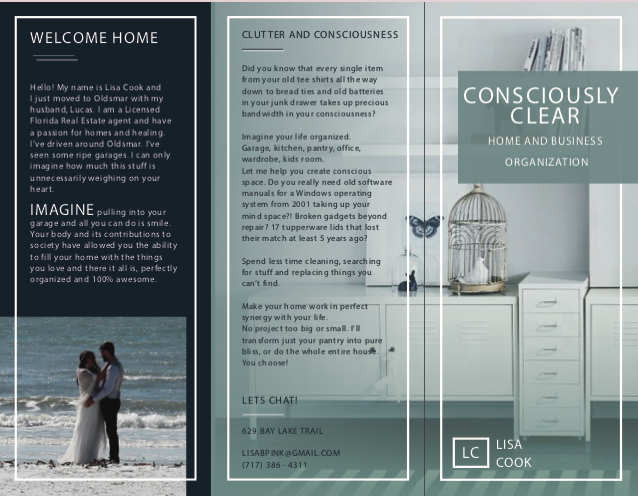 WELCOME HOME
Hello! My name is Lisa Cook and
I just moved to Oldsmar with my
husband, Lucas. I am a Licensed
Florida Real Estate agent and have
a passion for homes and healing.
I've driven around Oldsmar. I've
seen some ripe garages. I can only
imagine how much this stuff is
unnecessarily weighing on your
heart.
IMAGINE pulling into your
garage and all you can do is smile.
Your body and its contributions to
society have allowed you the ability
to fill your home with the things
you love and there it all is, perfectly
organized and 100% awesome.
CLUTTER AND CONSCIOUSNESS
Did you know that every single item
from your old tee shirts all the way
down to bread ties and old batteries
in your junk drawer takes up precious
bandwidth in your consciousness?
Imagine your life organized.
Garage, kitchen, pantry, office,
wardrobe, kids room.
Let me help you create conscious
space. Do you really need old software
manuals for a Windows operating
system from 2001 taking up your
mind space?! Broken gadgets beyond
repair? 17 tupperware lids that lost
their match at least 5 years ago?
Spend less time cleaning, searching
for stuff and replacing things you
can't find.
Make your home work in perfect
synergy with your life.
No project too big or small. I'll
transform just your pantry into pure
bliss, or do the whole entire house.
You choose!
LETS CHAT!
629 BAY LAKE TRAIL
LISABPINK@GMAIL.COM
(717) 386 - 4311
CONSCIOUSLY
CLEAR
HOME AND BUSINESS
ORGANIZATION
LC
LISA
COOK